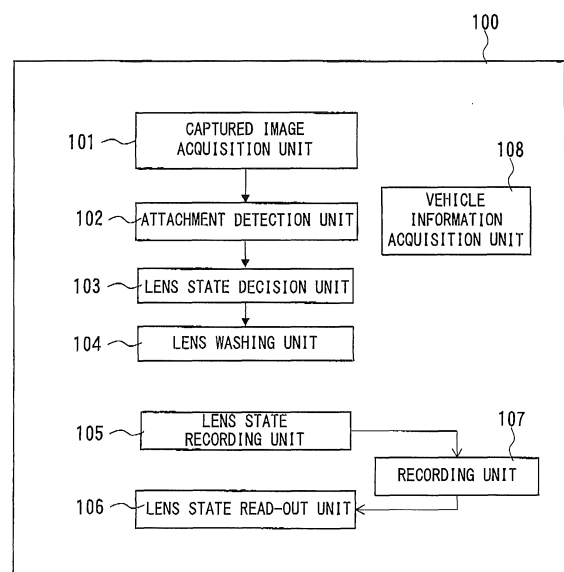 100
101
CAPTURED IMAGE
ACQUISITION UNIT
108
VEHICLE
INFORMATION
ACQUISITION UNIT
102
ATTACHMENT DETECTION UNIT
103
LENS STATE DECISION UNIT
104
LENS WASHING UNIT
105
LENS STATE
RECORDING UNIT
107
RECORDING UNIT
106
LENS STATE READ-OUT UNIT